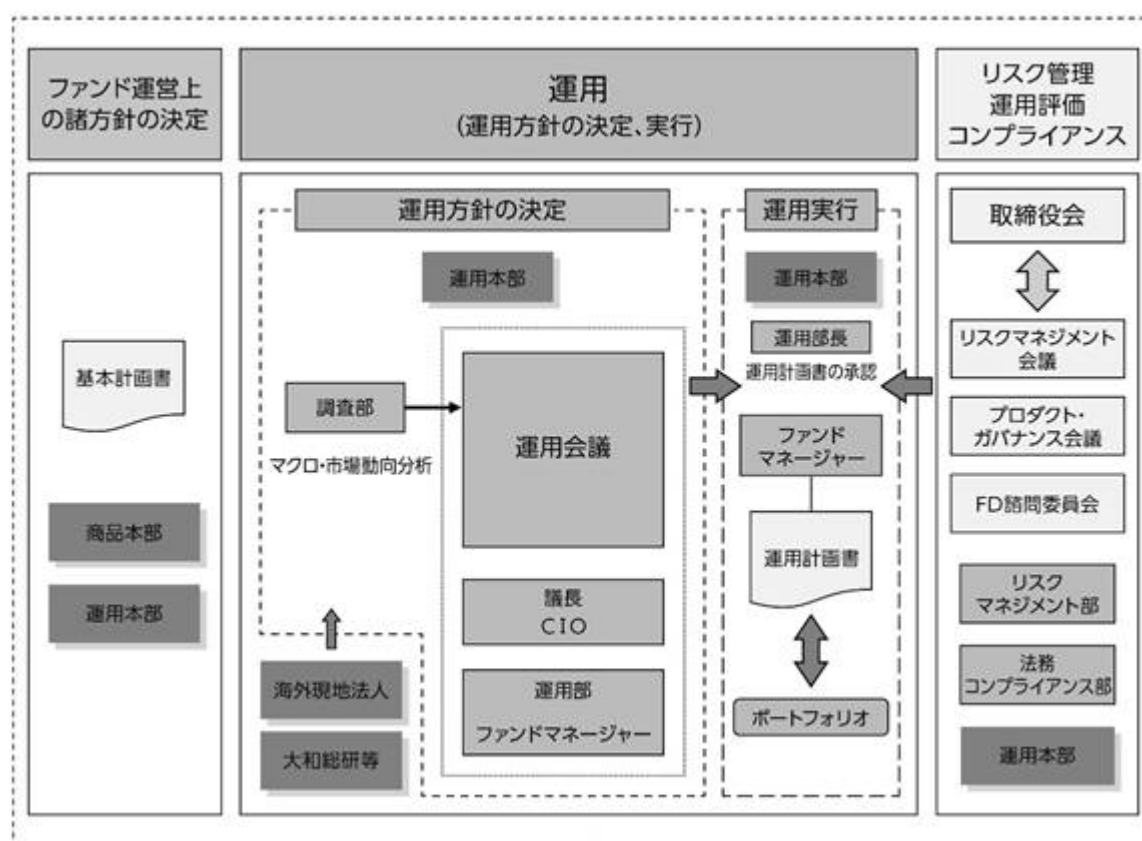 ファンド運営上
の諸方針の決定
運用
(運用方針の決定、実行)
リスク管理
運用評価
コンプライアンス
基本計画書
商品本部
運用本部
運用方針の決定
運用本部
調査部
マクロ・市場動向分析
運用会議
議長
CIO
運用部
ファンドマネージャー
海外現地法人
大和総研等
運用実行
運用本部
運用部長
運用計画書の承認
ファンド
マネージャー
運用計画書
ポートフォリオ
取締役会
リスクマネジメント
会議
プロダクト・
ガバナンス会議
FD諮問委員会
リスク
マネジメント部
法務
コンプライアンス部
運用本部